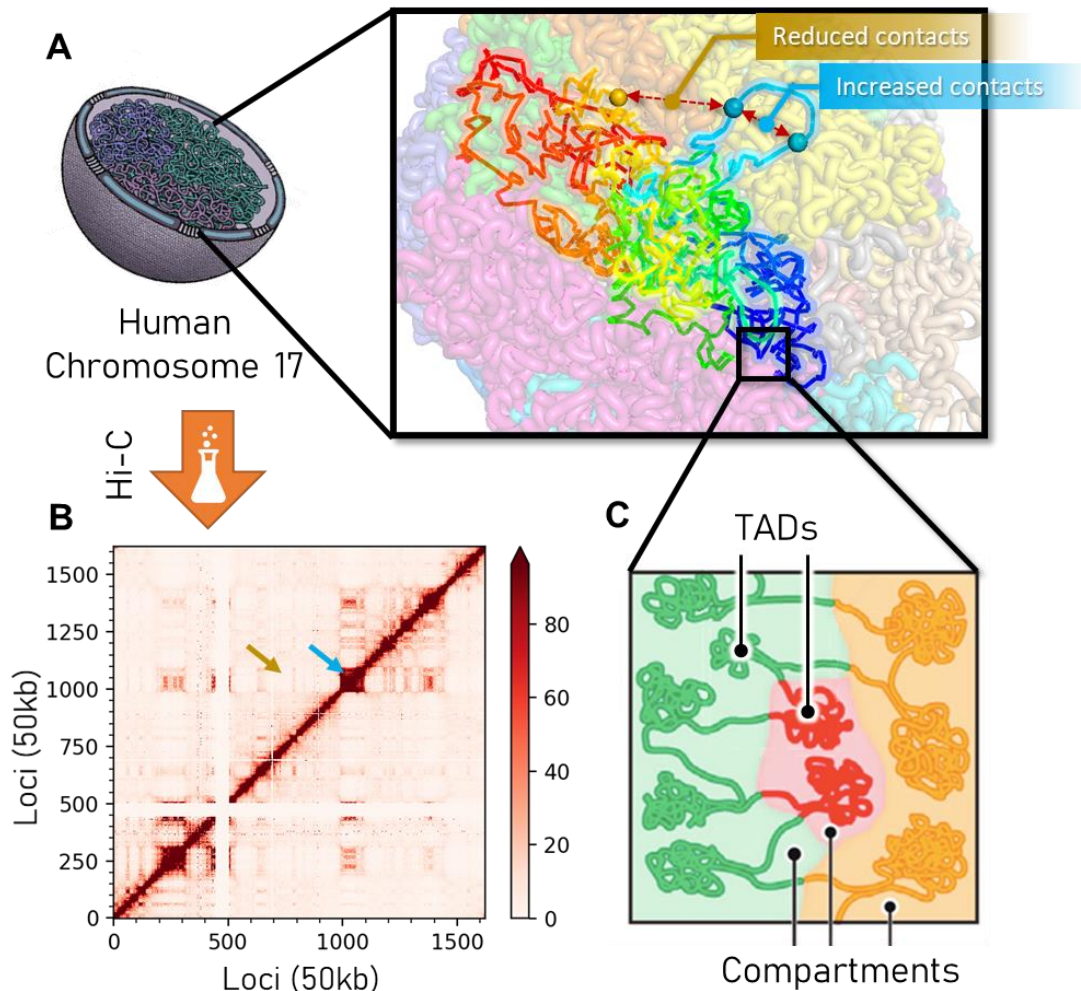 A
Reduced contacts
Increased contacts
Human
Chromosome 17
Hi-C
B
C
TADs
1500
1250
1000
750
500
250
0
Loci (50kb)
0
500
1000
1500
Loci (50kb)
80
60
40
20
0
Compartments